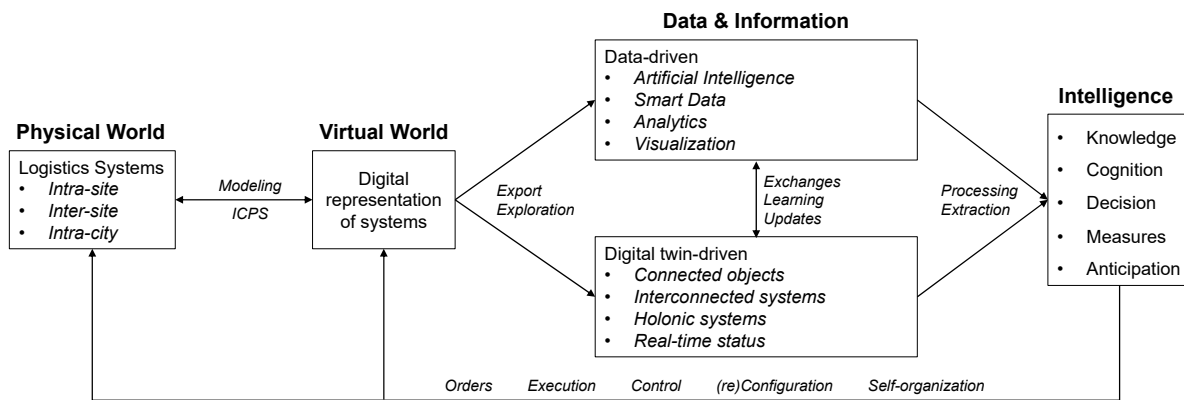 Data & Information
Data-driven
• Artificial Intelligence
• Smart Data
• Analytics
• Visualization
Intelligence
• Knowledge
• Cognition
• Decision
• Measures
• Anticipation
Physical World
Logistics Systems
• Intra-site
• Inter-site
• Intra-city
Modeling
ICPS
Virtual World
Digital
representation
of systems
Export
Exploration
Exchanges
Learning
Updates
Processing
Extraction
Digital twin-driven
• Connected objects
• Interconnected systems
• Holonic systems
• Real-time status
Orders Execution Control (re)Configuration Self-organization